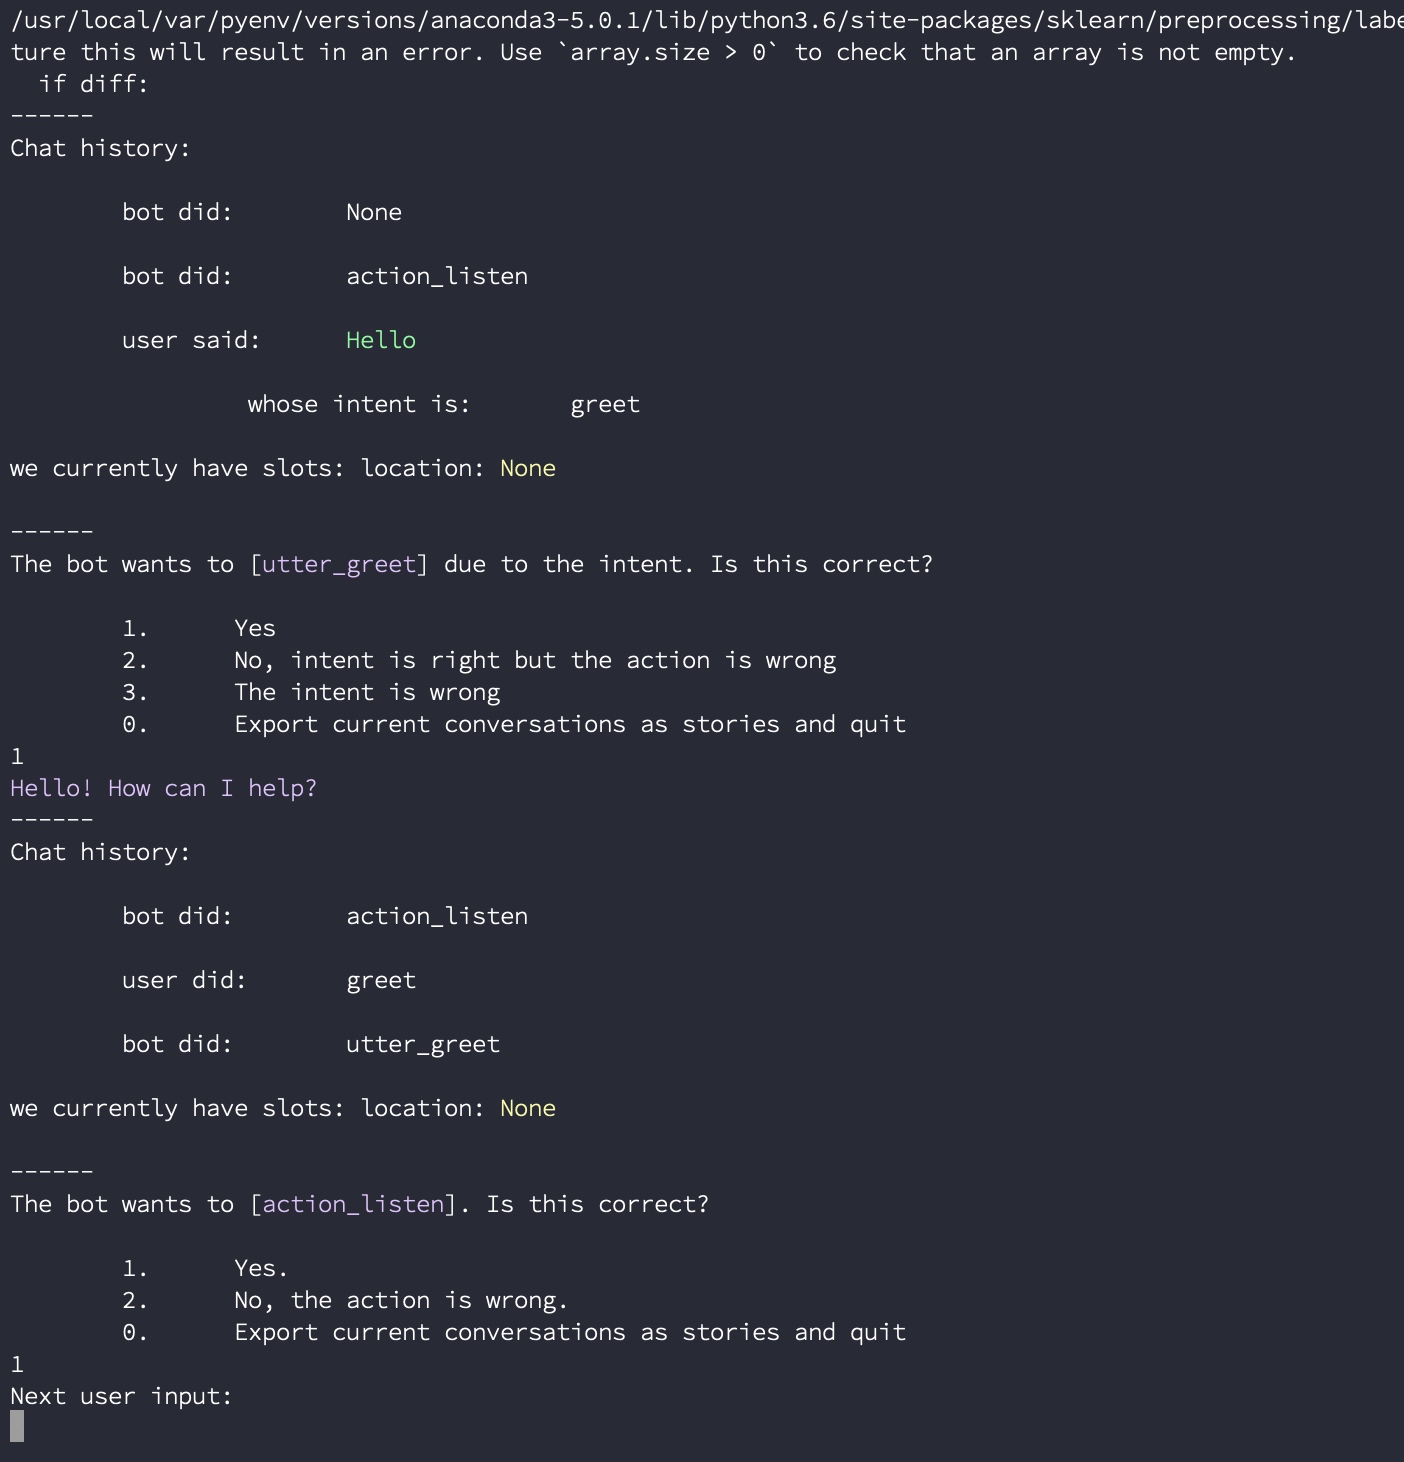 /usr/local/var/pyenv/versions/anaconda3-5.0.1/lib/python3.6/site-packages/sklearn/preprocessing/labe
ture this will result in an error. Use `array.size > 0` to check that an array is not empty.
  if diff:
------
Chat history:

        bot did:        None

        bot did:        action_listen

        user said:      Hello

                 whose intent is:       greet

we currently have slots: location: None

------
The bot wants to [utter_greet] due to the intent. Is this correct?

        1.      Yes
        2.      No, intent is right but the action is wrong
        3.      The intent is wrong
        0.      Export current conversations as stories and quit
1
Hello! How can I help?
------
Chat history:

        bot did:        action_listen

        user did:       greet

        bot did:        utter_greet

we currently have slots: location: None

------
The bot wants to [action_listen]. Is this correct?

        1.      Yes.
        2.      No, the action is wrong.
        0.      Export current conversations as stories and quit
1
Next user input: